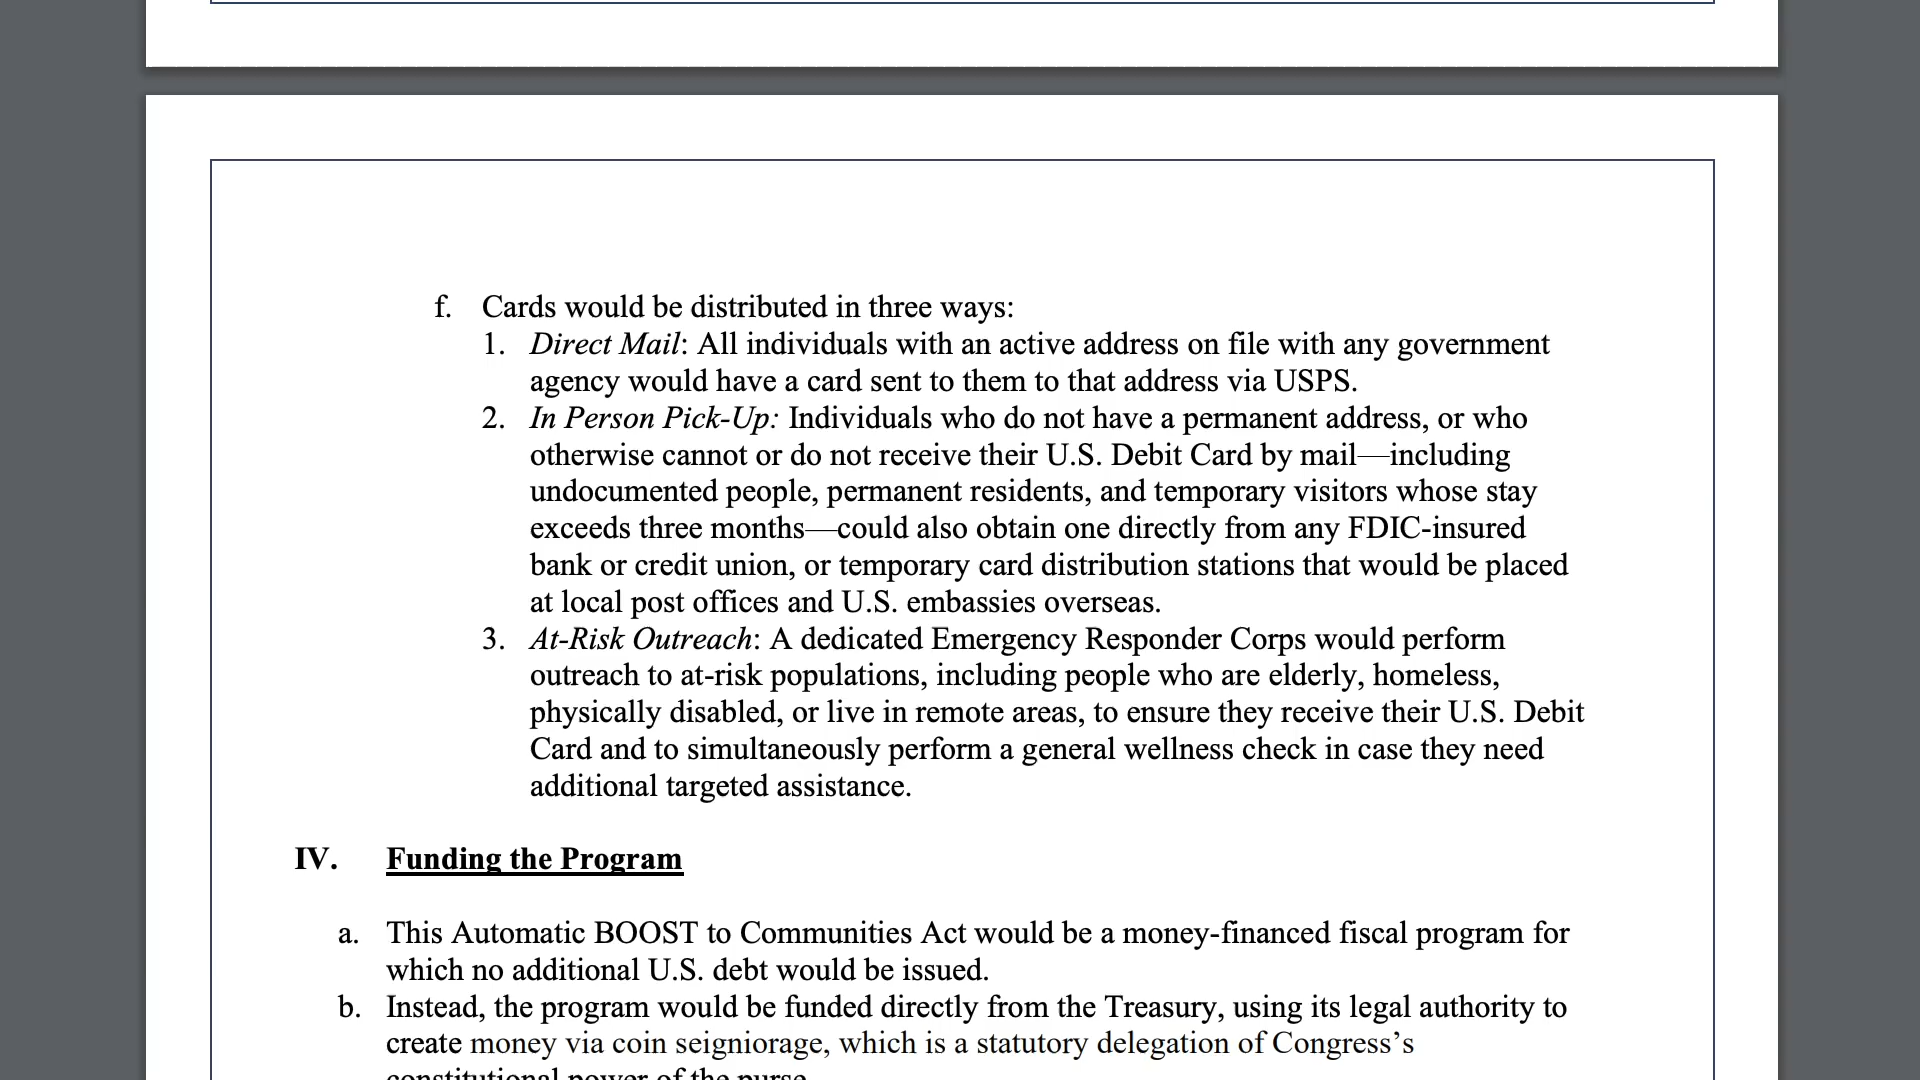 f. Cards would be distributed in three ways:
1. Direct Mail: All individuals with an active address on file with any government
agency would have a card sent to them to that address via USPS.
2. In Person Pick-Up: Individuals who do not have a permanent address, or who
otherwise cannot or do not receive their U.S. Debit Card by mail—including
undocumented people, permanent residents, and temporary visitors whose stay
exceeds three months—could also obtain one directly from any FDIC-insured
bank or credit union, or temporary card distribution stations that would be placed
at local post offices and U.S. embassies overseas.
3. At-Risk Outreach: A dedicated Emergency Responder Corps would perform
outreach to at-risk populations, including people who are elderly, homeless,
physically disabled, or live in remote areas, to ensure they receive their U.S. Debit
Card and to simultaneously perform a general wellness check in case they need
additional targeted assistance.
IV. Funding the Program
a. This Automatic BOOST to Communities Act would be a money-financed fiscal program for
which no additional U.S. debt would be issued.
b. Instead, the program would be funded directly from the Treasury, using its legal authority to
create money via coin seigniorage, which is a statutory delegation of Congress’s
constitutional power of the purse.